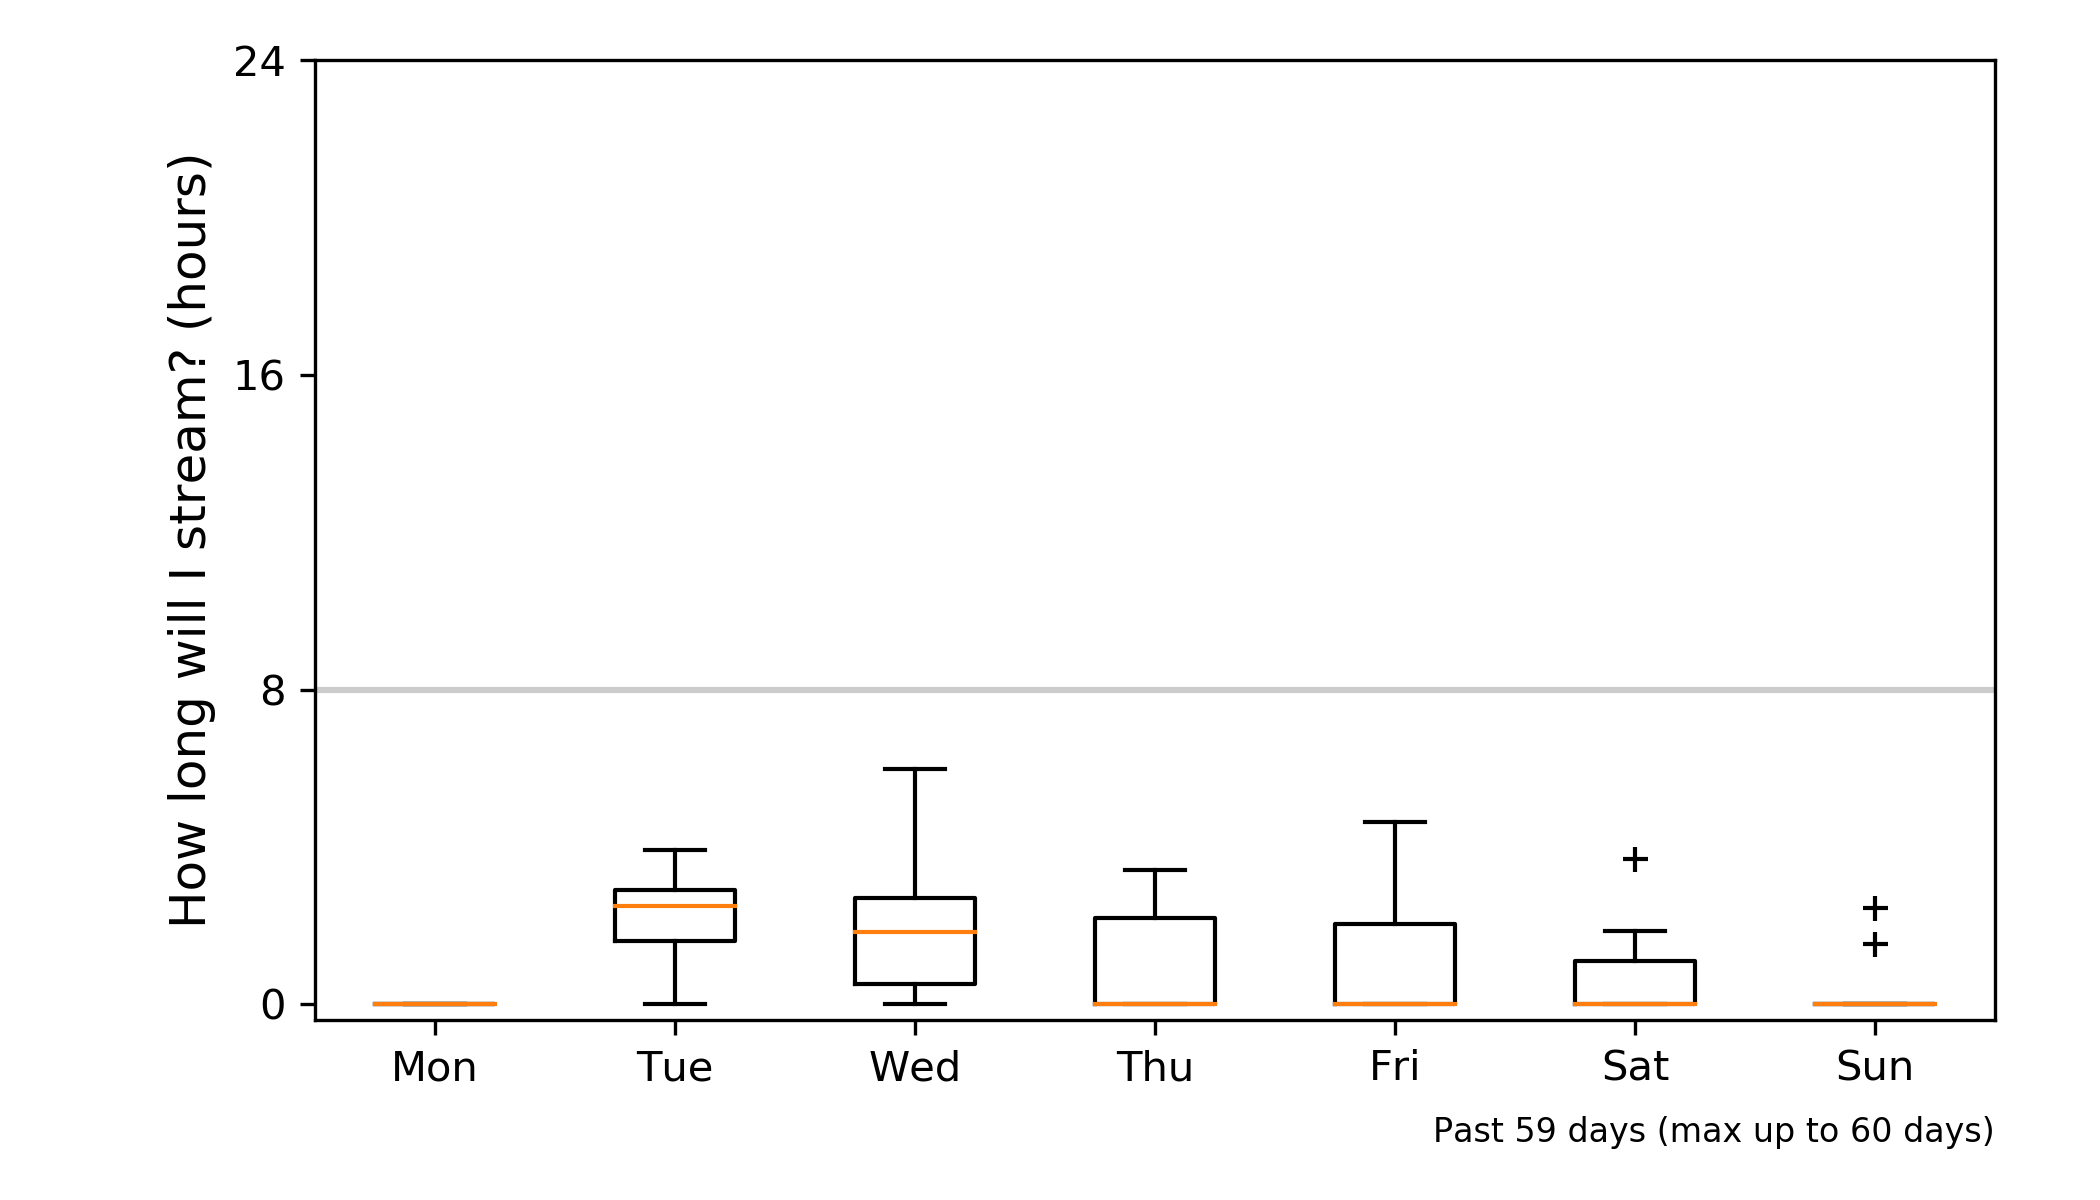 How long will I stream? (hours)
24
16
8
0
Mon Tue Wed Thu Fri Sat Sun
Past 59 days (max up to 60 days)